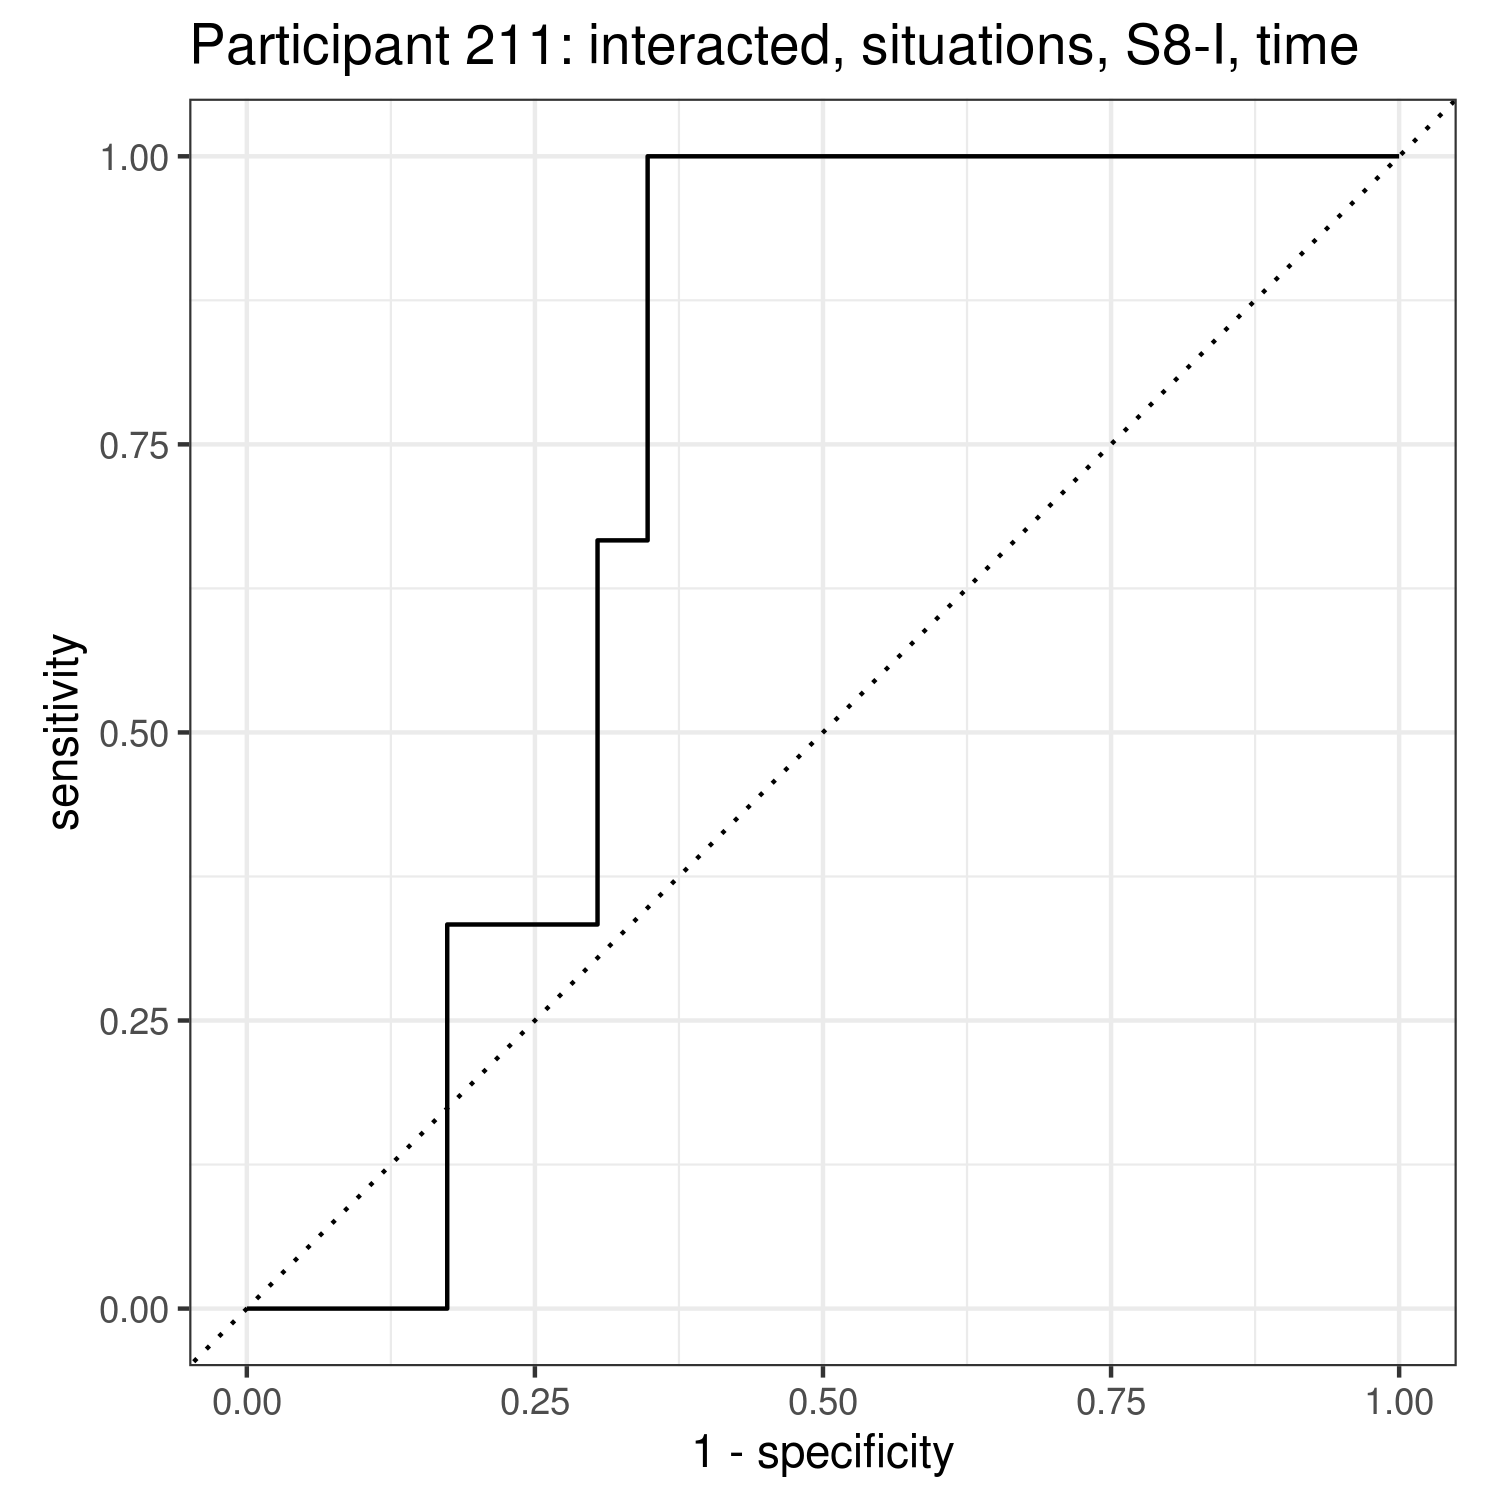 Participant 211: interacted, situations, S8-I, time
1.00
0.75
0.50
0.25
0.00
sensitivity
0.00 0.25 0.50 0.75 1.00
1 - specificity